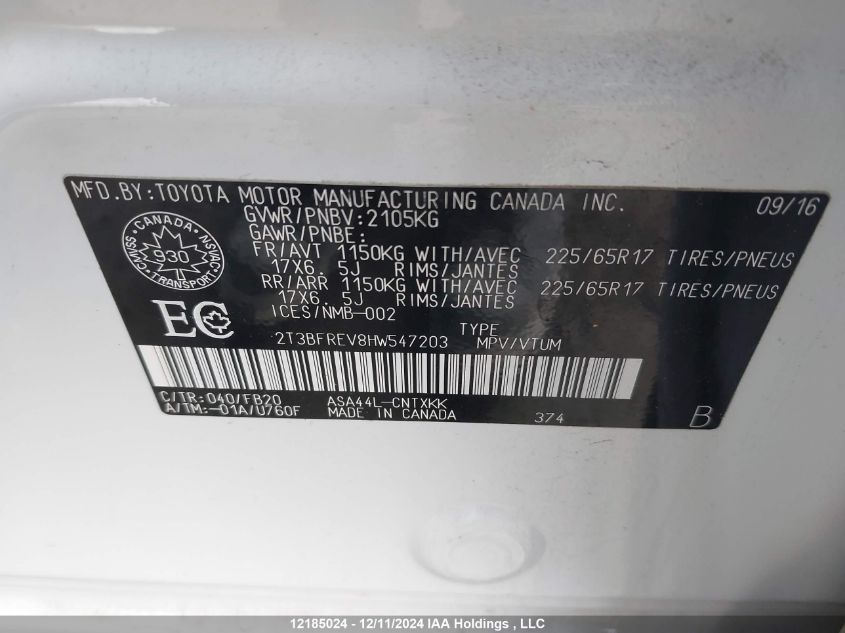 MFD.BY:TOYOTA MOTOR MANUFACTURING CANADA INC. 09/16
GVWR/PNBV:2105KG
GAWR/PNBE:
FR/AVT 1150KG WITH/AVEC 225/65R17 TIRES/PNEUS
17X6.5J RIMS/JANTES
RR/ARR 1150KG WITH/AVEC 225/65R17 TIRES/PNEUS
17X6.5J RIMS/JANTES
ICES/NMB-002
CANADA
930
TRANSPORT
EC
2T3BFREV8HW547203 TYPE MPV/VTUM
C/TR:040/FB20 ASA44L-CNTXKK
A/TM:-01A/U760F MADE IN CANADA 374 B
12185024 - 12/11/2024 IAA Holdings , LLC